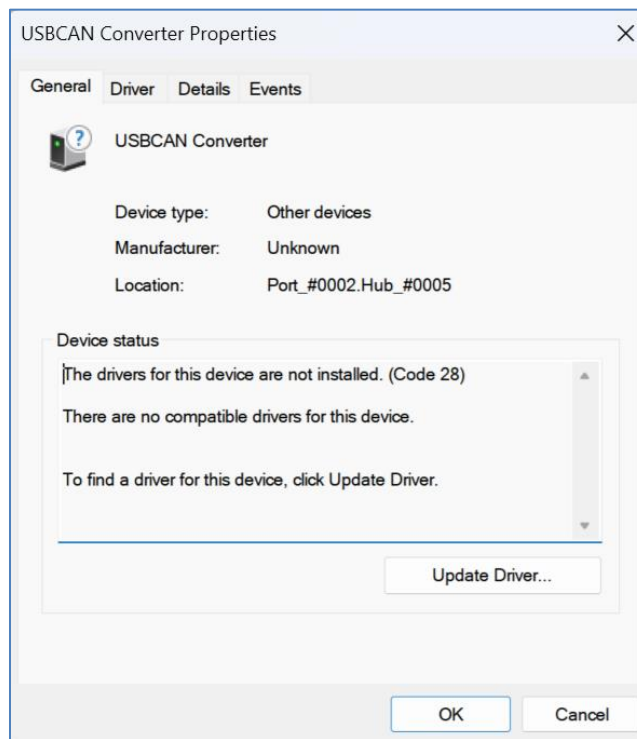 USBCAN Converter Properties
General Driver Details Events
USBCAN Converter
Device type: Other devices
Manufacturer: Unknown
Location: Port_#0002.Hub_#0005
Device status
The drivers for this device are not installed. (Code 28)
There are no compatible drivers for this device.
To find a driver for this device, click Update Driver.
Update Driver...
OK Cancel